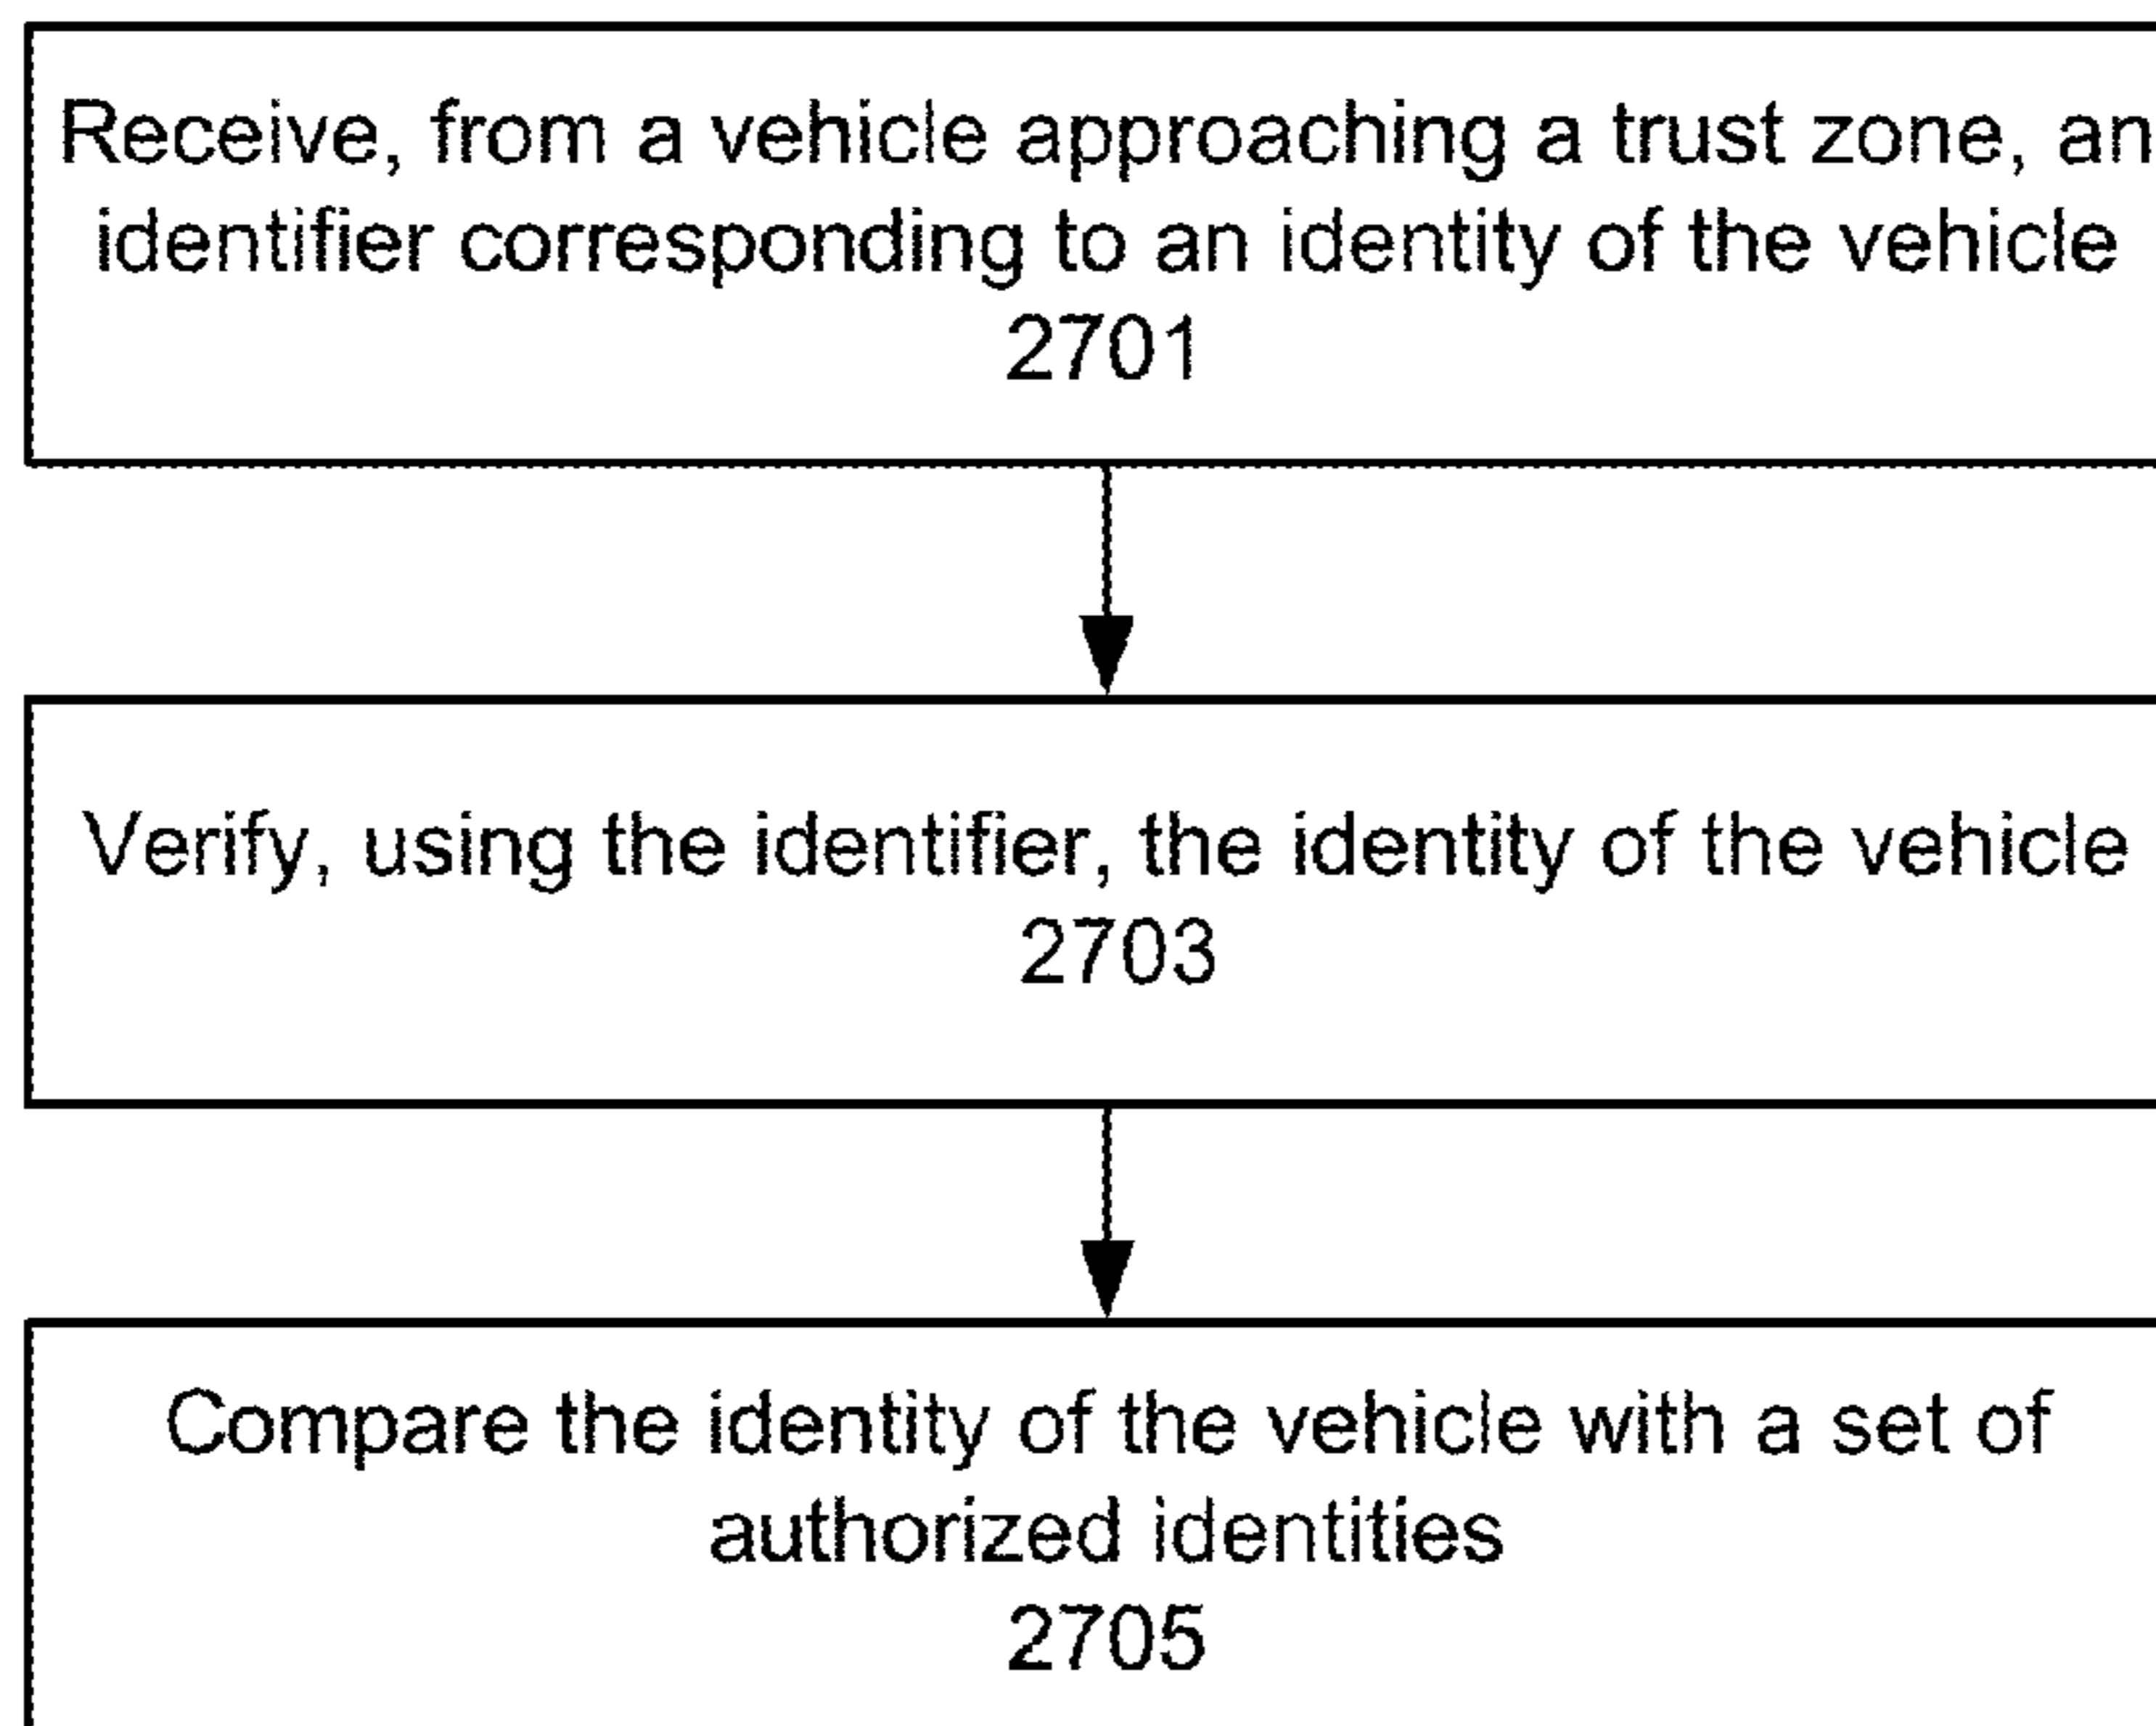 Receive, from a vehicle approaching a trust zone, an
identifier corresponding to an identity of the vehicle
2701
Verify, using the identifier, the identity of the vehicle
2703
Compare the identity of the vehicle with a set of
authorized identities
2705